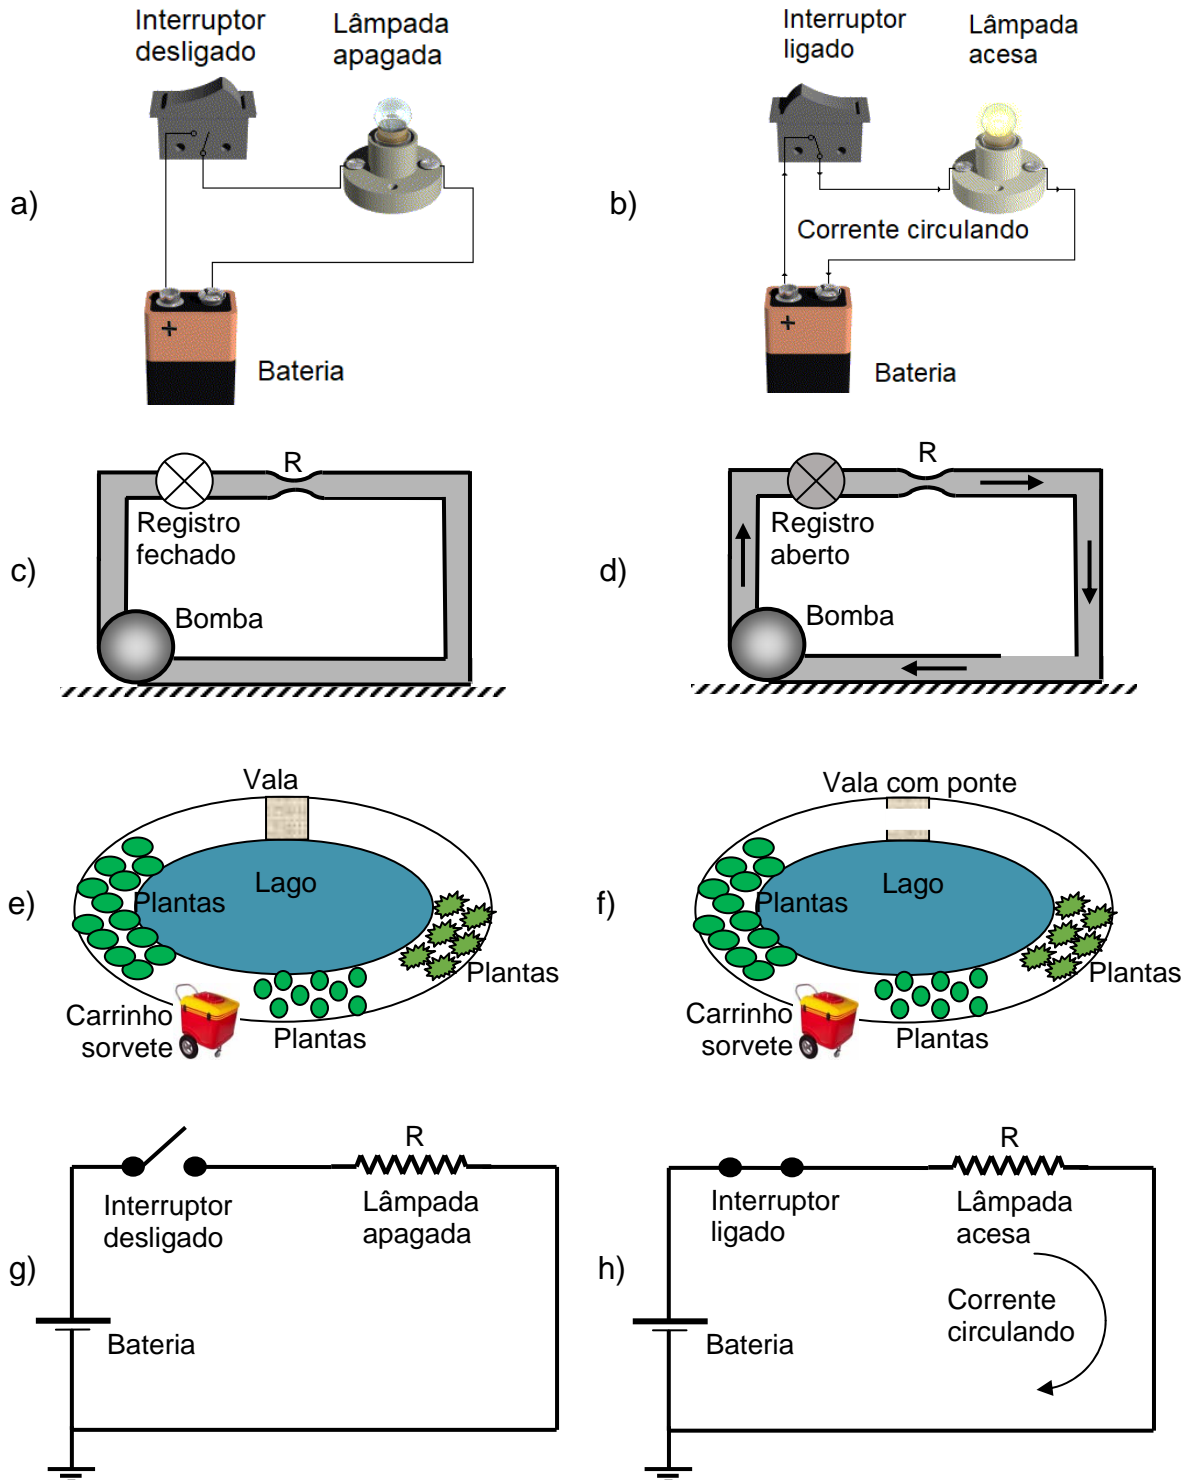 Interruptor
desligado
Lâmpada
apagada
a)
+
Bateria
Interruptor
ligado
Lâmpada
acesa
b)
Corrente circulando
+
Bateria
R
Registro
fechado
c)
Bomba
R
Registro
aberto
d)
Bomba
Vala
Lago
e)
Plantas
Plantas
Carrinho
sorvete
Plantas
Vala com ponte
Lago
f)
Plantas
Plantas
Carrinho
sorvete
Plantas
R
Interruptor
desligado
Lâmpada
apagada
g)
Bateria
R
Interruptor
ligado
Lâmpada
acesa
h)
Corrente
circulando
Bateria